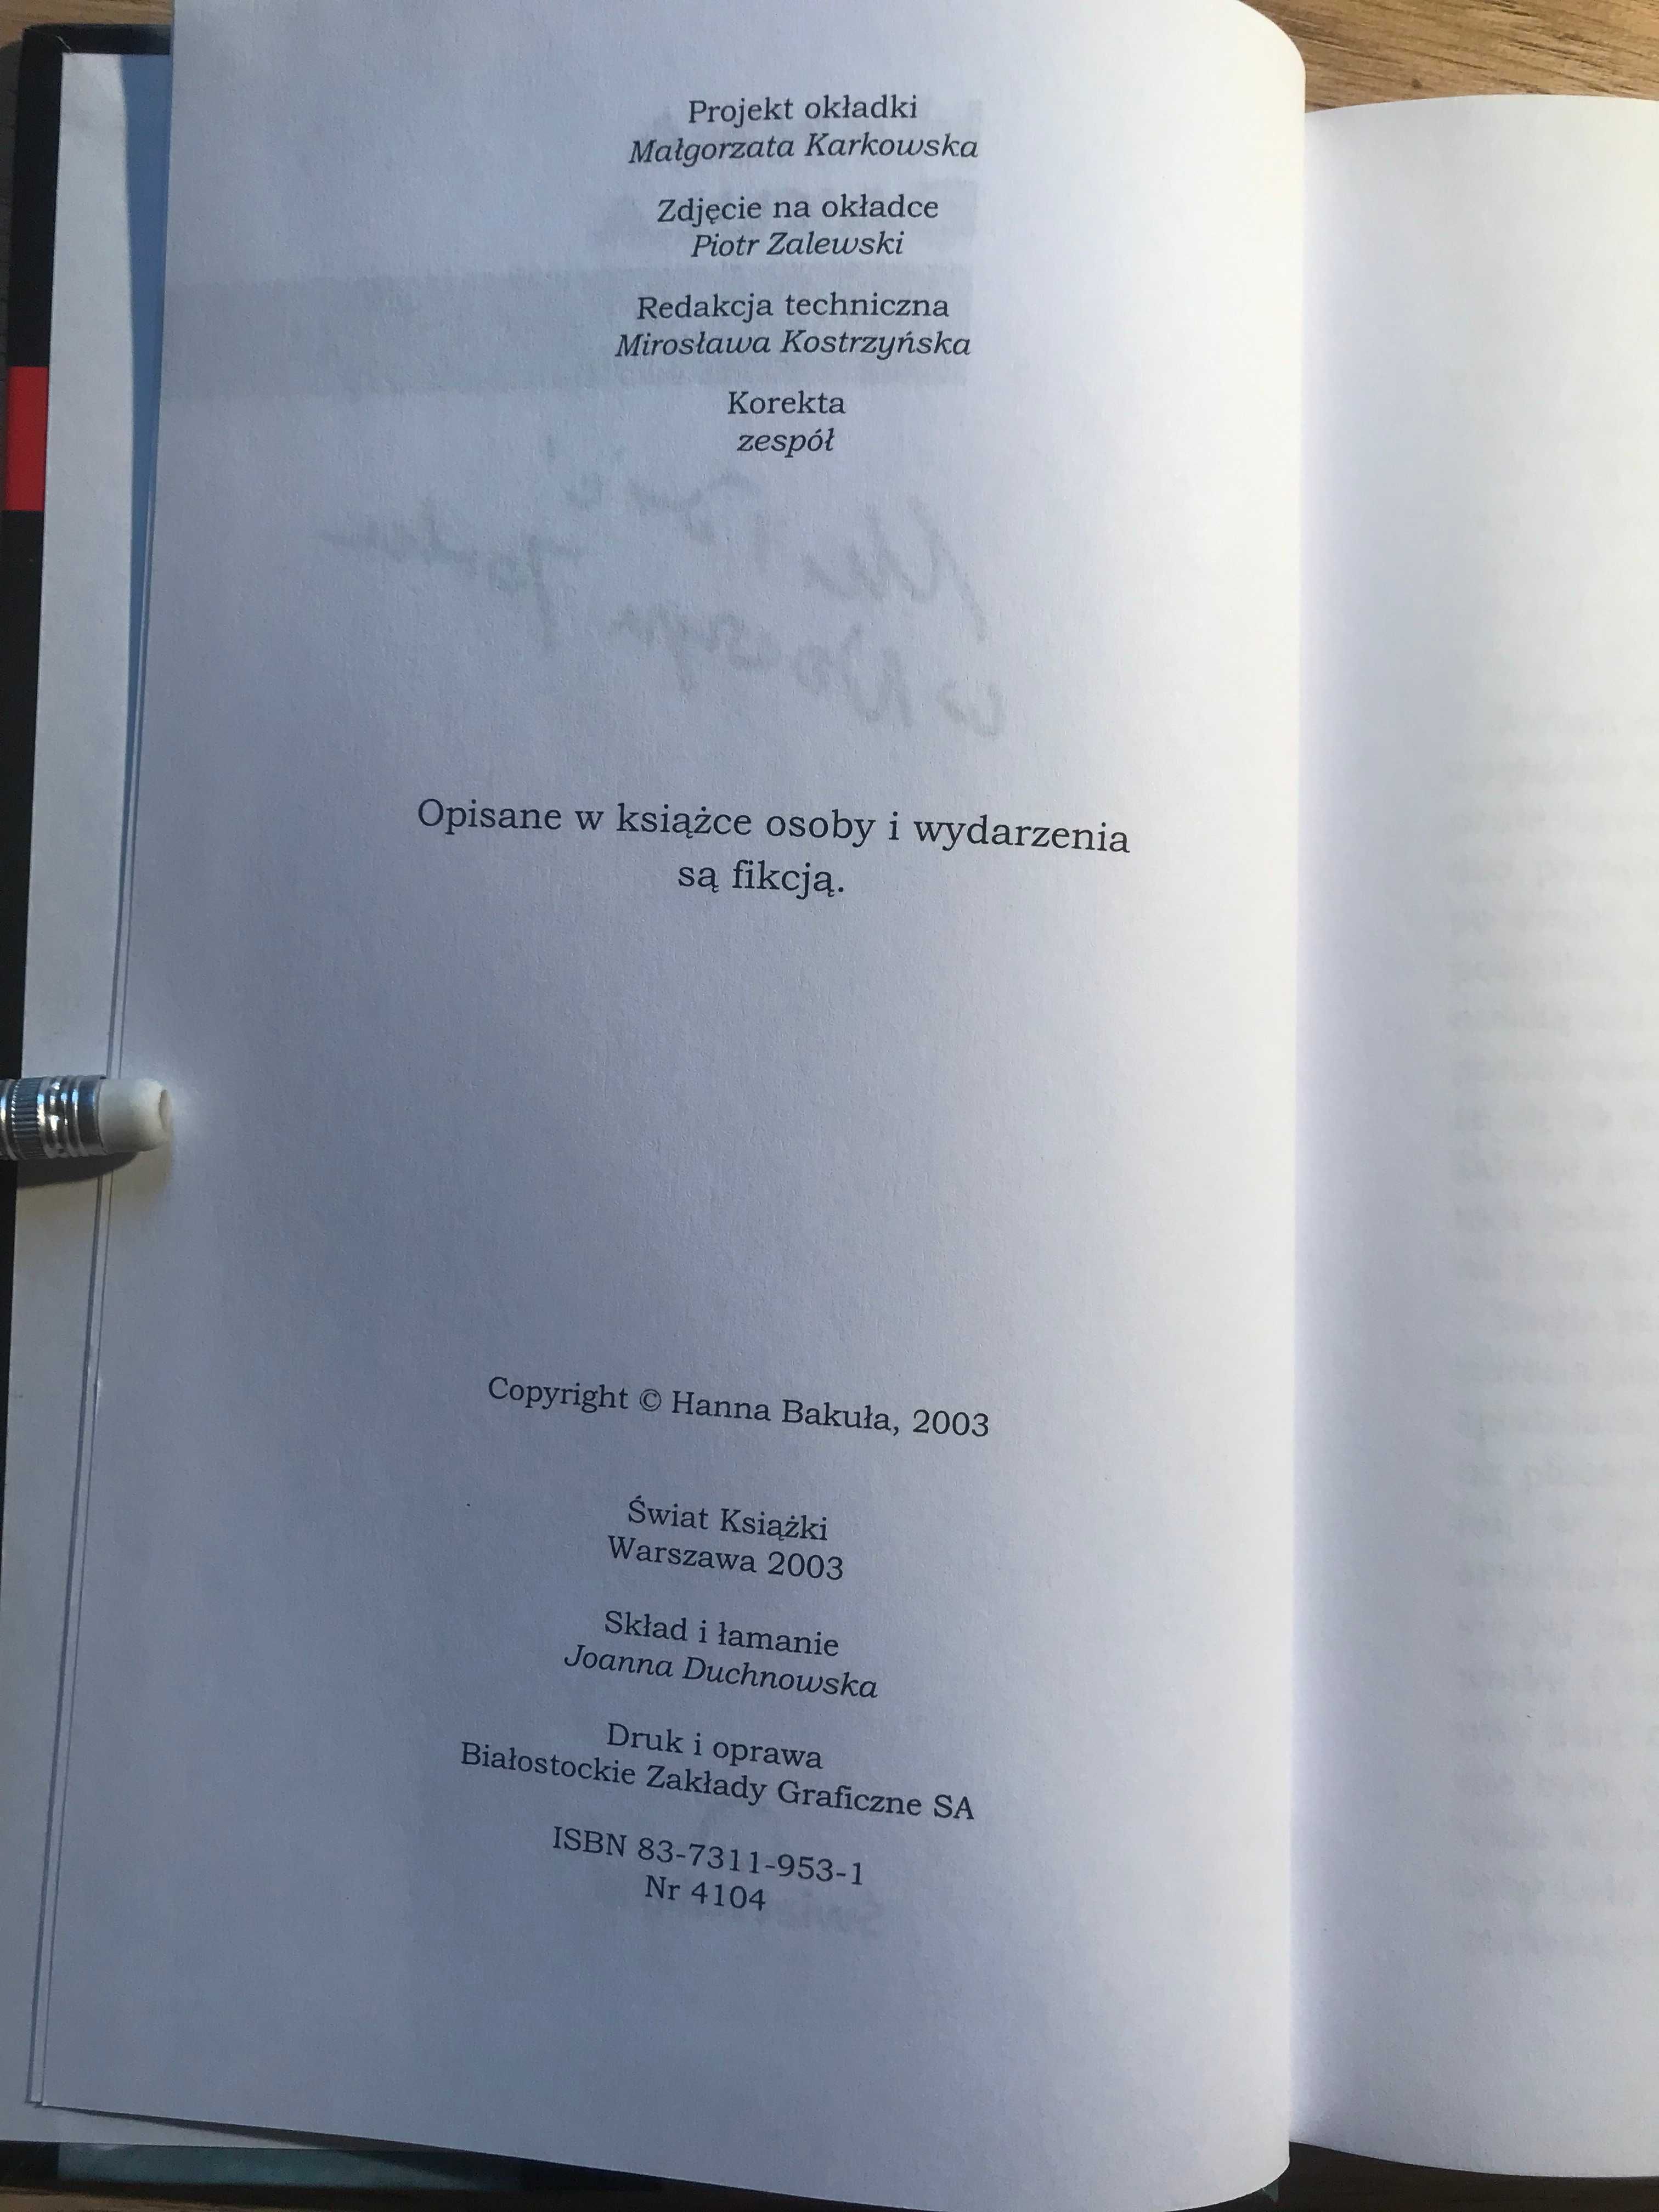 Projekt okładki
Małgorzata Karkowska
Zdjęcie na okładce
Piotr Zalewski
Redakcja techniczna
Mirosława Kostrzyńska
Korekta
zespół
Opisane w książce osoby i wydarzenia
są fikcją.
Copyright © Hanna Bakuła, 2003
Świat Książki
Warszawa 2003
Skład i łamanie
Joanna Duchnowska
Druk i oprawa
Białostockie Zakłady Graficzne SA
ISBN 83-7311-953-1
Nr 4104